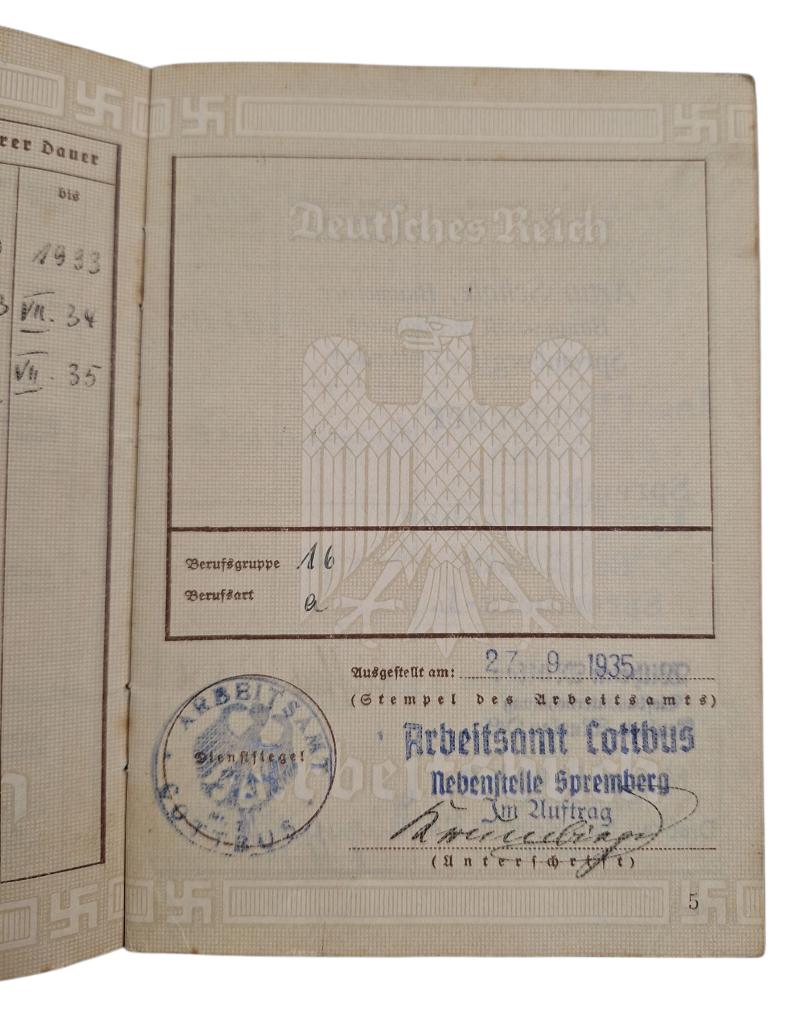 rer Dauer
bis
1933
VII. 34
VII. 35
Deutsches Reich
Berufsgruppe 16
Berufsart a
Ausgestellt am: 27 9 1935
(Stempel des Arbeitsamts)
ARBEITSAMT
COTTBUS
Dienstsiegel
Arbeitsamt Cottbus
Nebenstelle Spremberg
Im Auftrag
(Unterschrift)
5